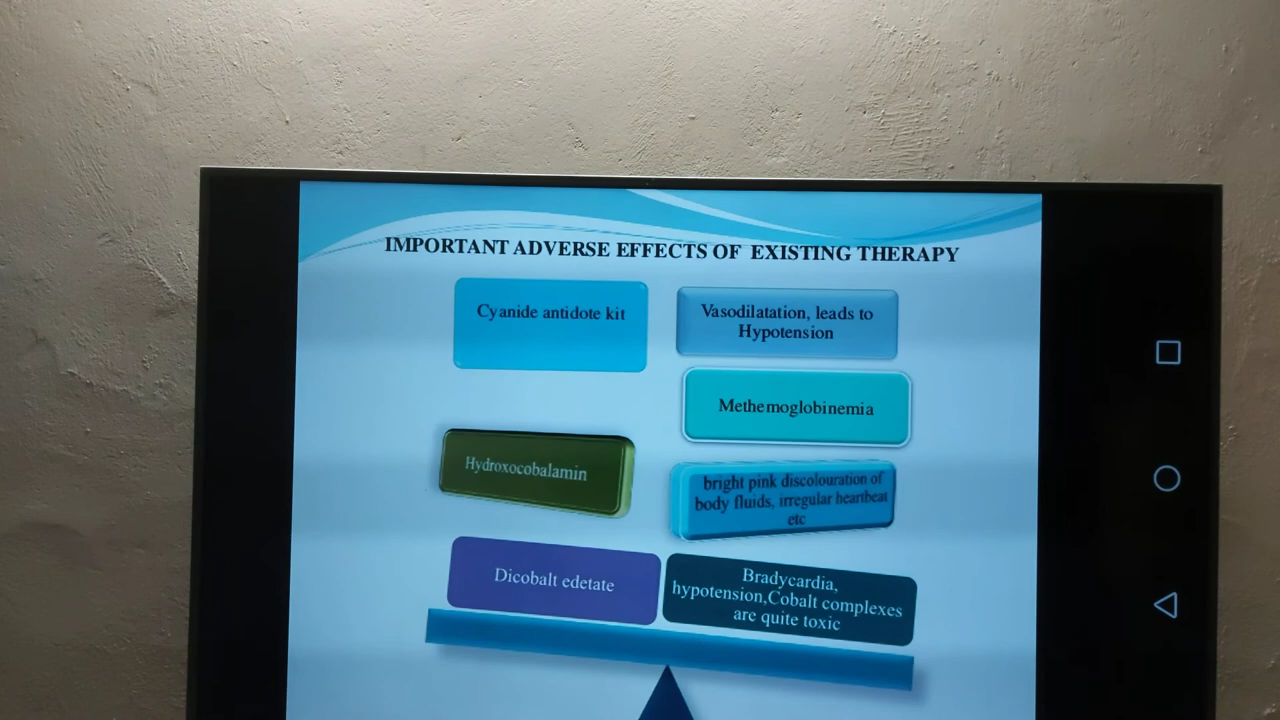 IMPORTANT ADVERSE EFFECTS OF EXISTING THERAPY
Cyanide antidote kit
Vasodilatation, leads to
Hypotension
Methemoglobinemia
Hydroxocobalamin
bright pink discolouration of
body fluids, irregular heartbeat
etc
Dicobalt edetate
Bradycardia,
hypotension,Cobalt complexes
are quite toxic